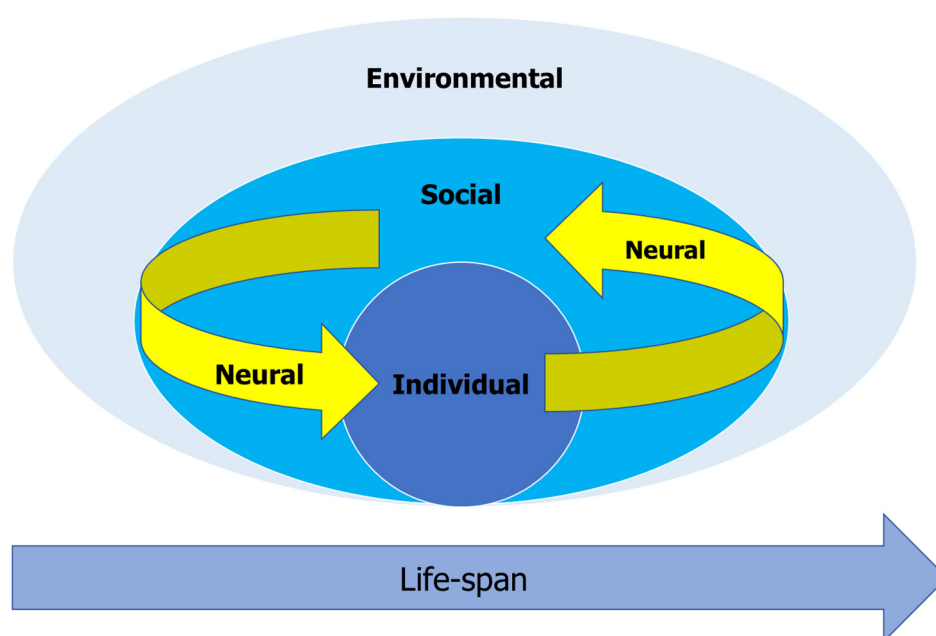 Environmental
Social
Neural
Neural
Individual
Life-span